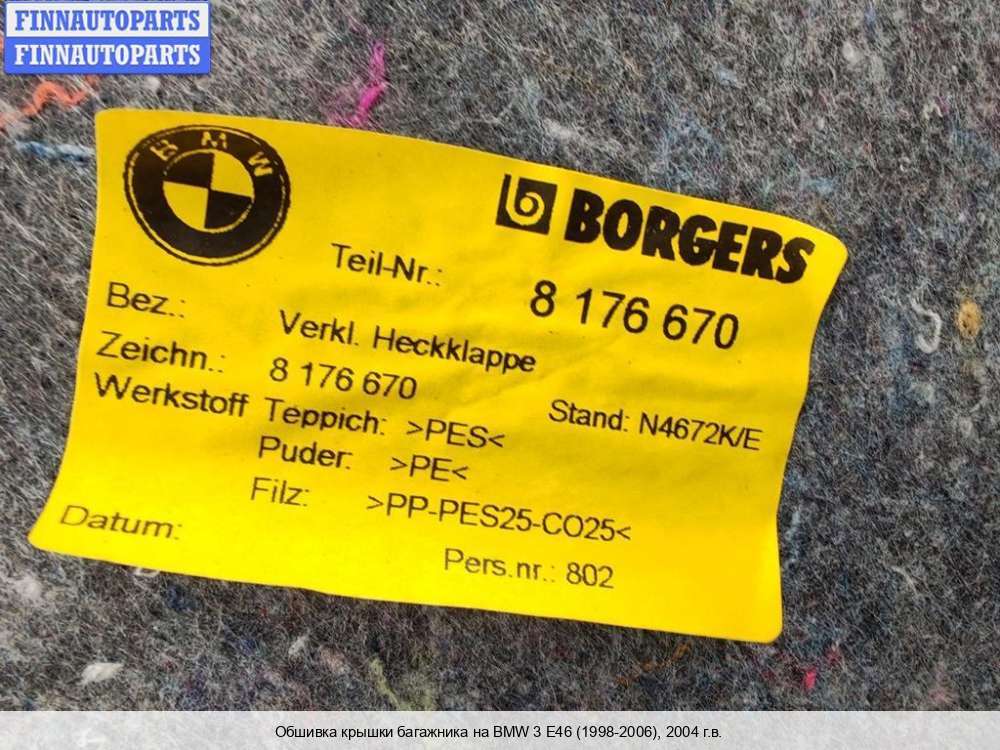 FINNAUTOPARTS
FINNAUTOPARTS
BMW
BORGERS
Teil-Nr.: 8 176 670
Bez.: Verkl. Heckklappe
Zeichn.: 8 176 670
Stand: N4672K/E
Werkstoff Teppich: >PES<
Puder: >PE<
Filz: >PP-PES25-CO25<
Datum:
Pers.nr.: 802
Обшивка крышки багажника на BMW 3 E46 (1998-2006), 2004 г.в.